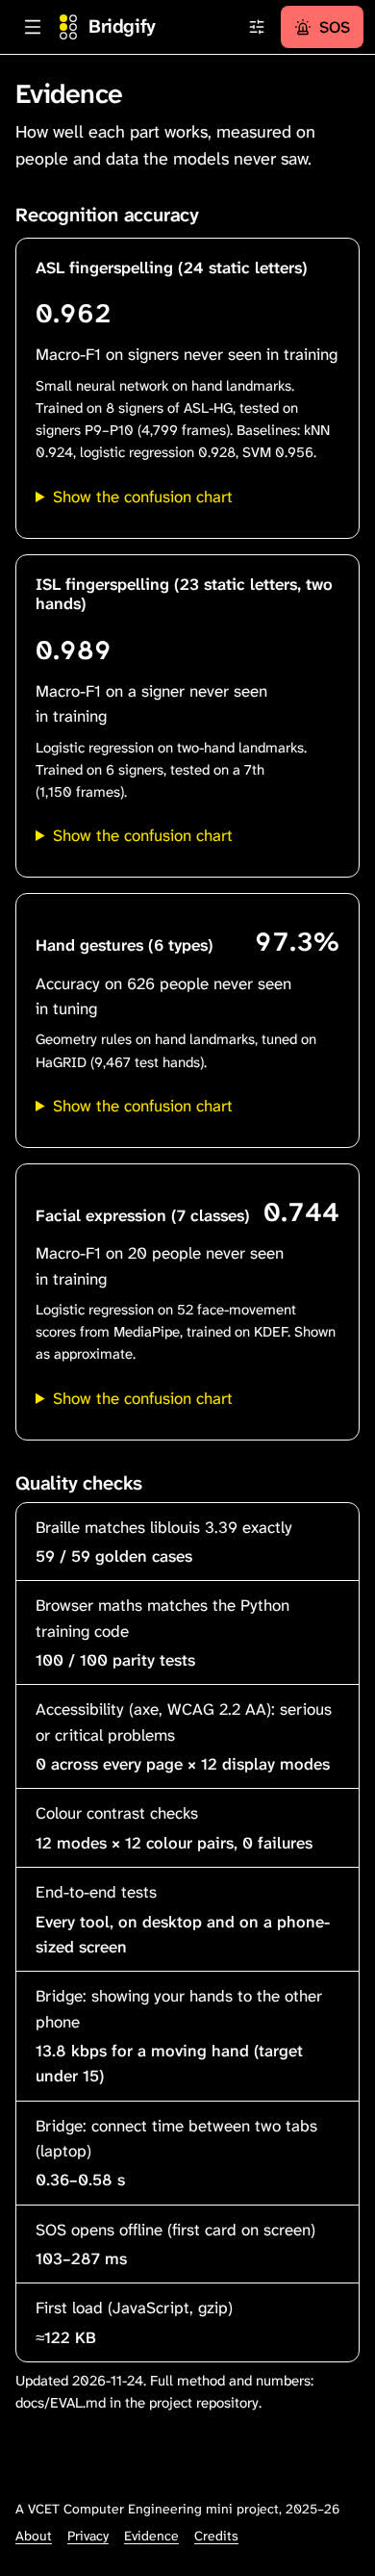 Bridgify
SOS
Evidence
How well each part works, measured on
people and data the models never saw.
Recognition accuracy
ASL fingerspelling (24 static letters)
0.962
Macro-F1 on signers never seen in training
Small neural network on hand landmarks.
Trained on 8 signers of ASL-HG, tested on
signers P9–P10 (4,799 frames). Baselines: kNN
0.924, logistic regression 0.928, SVM 0.956.
Show the confusion chart
ISL fingerspelling (23 static letters, two
hands)
0.989
Macro-F1 on a signer never seen
in training
Logistic regression on two-hand landmarks.
Trained on 6 signers, tested on a 7th
(1,150 frames).
Show the confusion chart
Hand gestures (6 types) 97.3%
Accuracy on 626 people never seen
in tuning
Geometry rules on hand landmarks, tuned on
HaGRID (9,467 test hands).
Show the confusion chart
Facial expression (7 classes) 0.744
Macro-F1 on 20 people never seen
in training
Logistic regression on 52 face-movement
scores from MediaPipe, trained on KDEF. Shown
as approximate.
Show the confusion chart
Quality checks
Braille matches liblouis 3.39 exactly
59 / 59 golden cases
Browser maths matches the Python
training code
100 / 100 parity tests
Accessibility (axe, WCAG 2.2 AA): serious
or critical problems
0 across every page × 12 display modes
Colour contrast checks
12 modes × 12 colour pairs, 0 failures
End-to-end tests
Every tool, on desktop and on a phone-
sized screen
Bridge: showing your hands to the other
phone
13.8 kbps for a moving hand (target
under 15)
Bridge: connect time between two tabs
(laptop)
0.36–0.58 s
SOS opens offline (first card on screen)
103–287 ms
First load (JavaScript, gzip)
≈122 KB
Updated 2026-11-24. Full method and numbers:
docs/EVAL.md in the project repository.
A VCET Computer Engineering mini project, 2025–26
About Privacy Evidence Credits